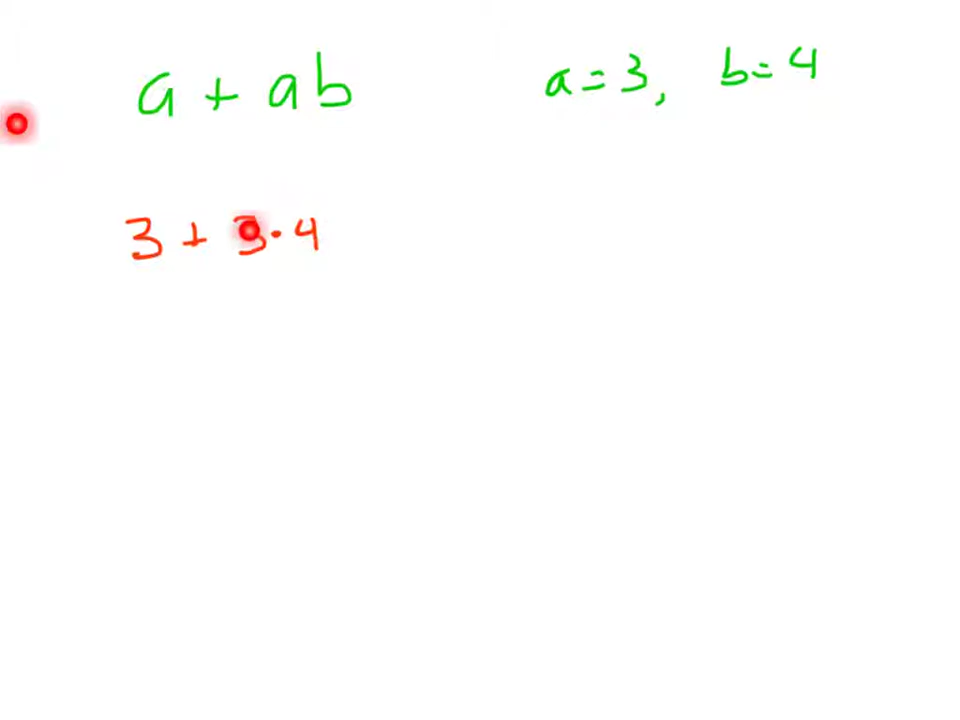 a + ab
a = 3, b = 4
3 + 3 · 4